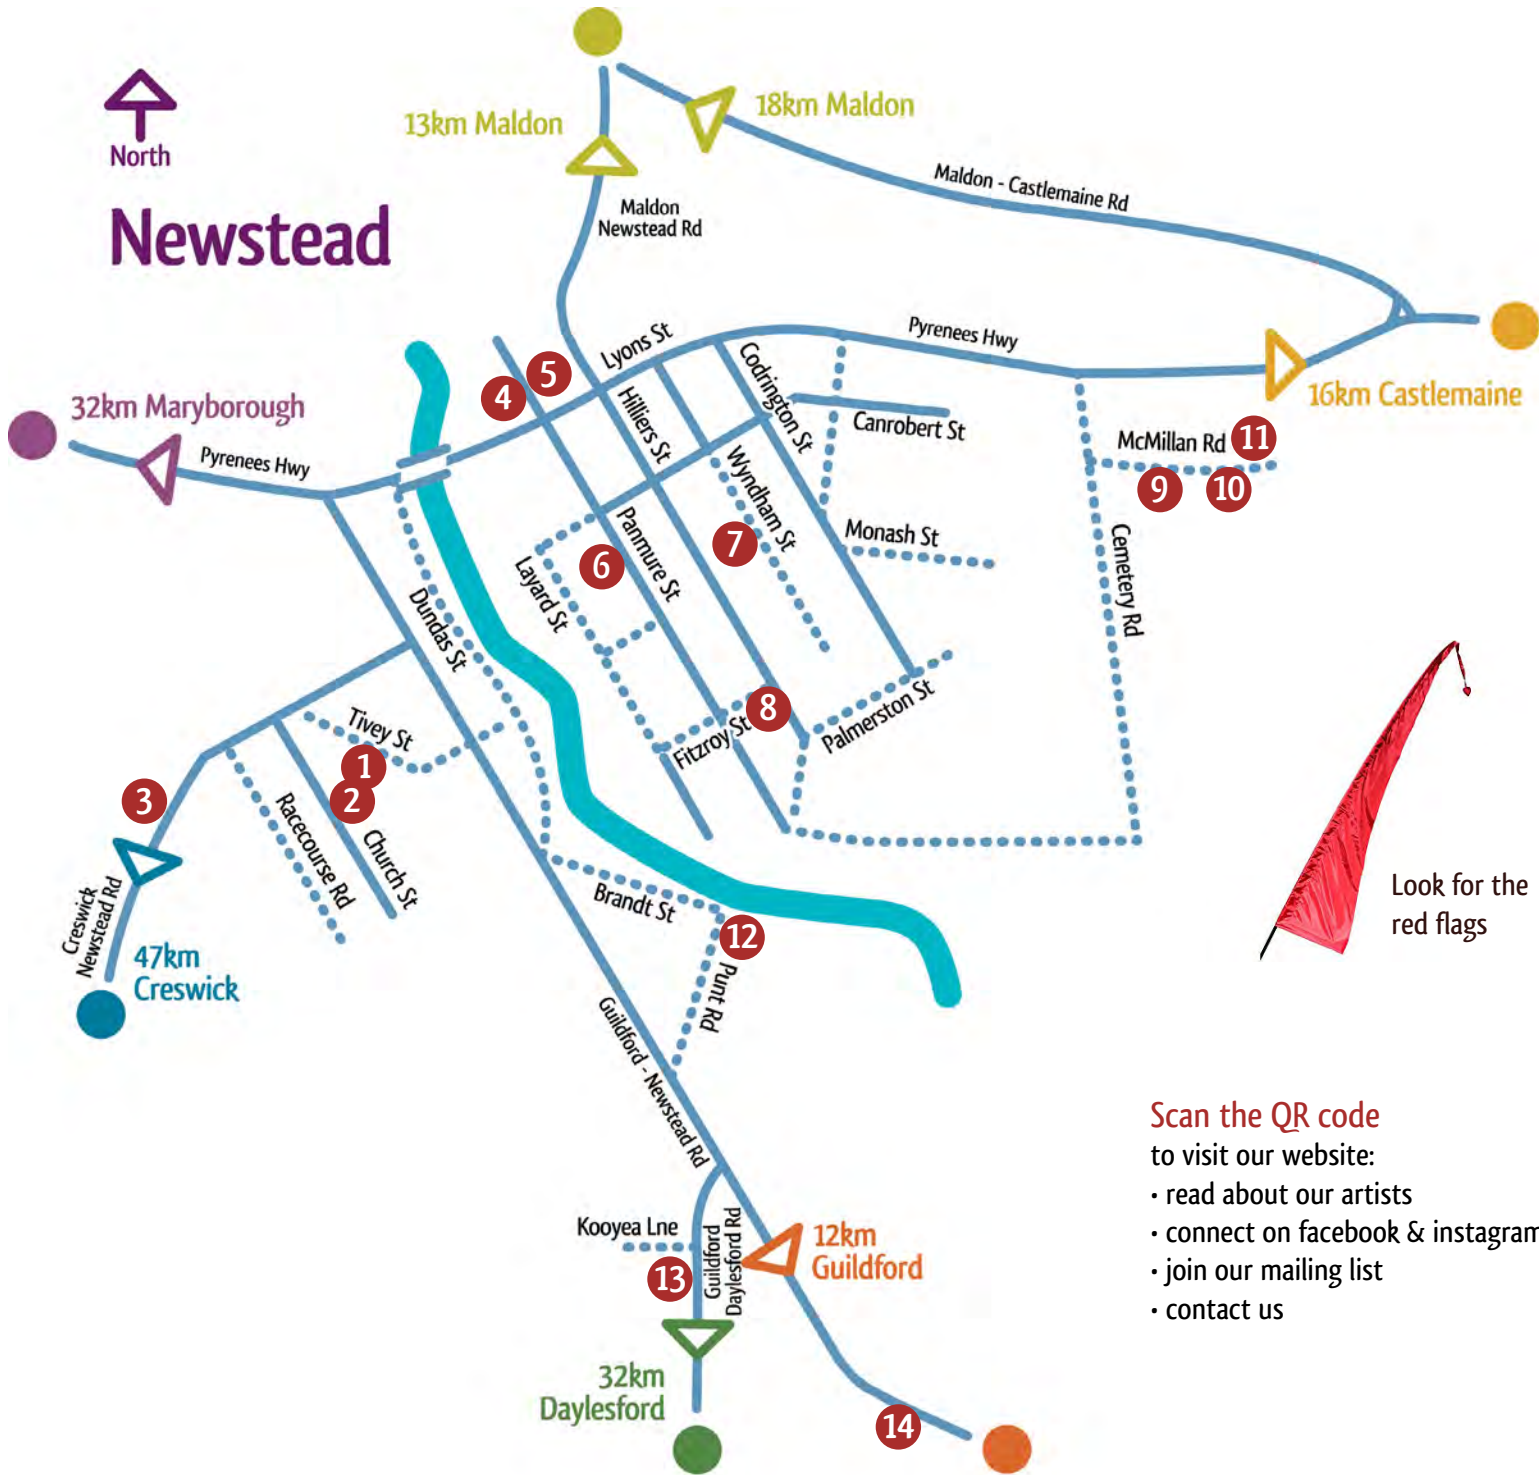 North
Newstead
13km Maldon
18km Maldon
Maldon
Newstead Rd
Maldon - Castlemaine Rd
Pyrenees Hwy
16km Castlemaine
32km Maryborough
Pyrenees Hwy
4
5
Lyons St
Hilliers St
Codrington St
Canrobert St
McMillan Rd
11
9
10
Wyndham St
7
Monash St
Cemetery Rd
6
Panmure St
Layard St
Dundas St
8
Fitzroy St
Palmerston St
Tivey St
1
2
3
Racecourse Rd
Church St
Creswick
Newstead Rd
47km
Creswick
Brandt St
12
Punt Rd
Look for the
red flags
Guildford - Newstead Rd
Kooyea Lne
13
Guildford
Daylesford Rd
12km
Guildford
32km
Daylesford
14
Scan the QR code
to visit our website:
• read about our artists
• connect on facebook & instagram
• join our mailing list
• contact us